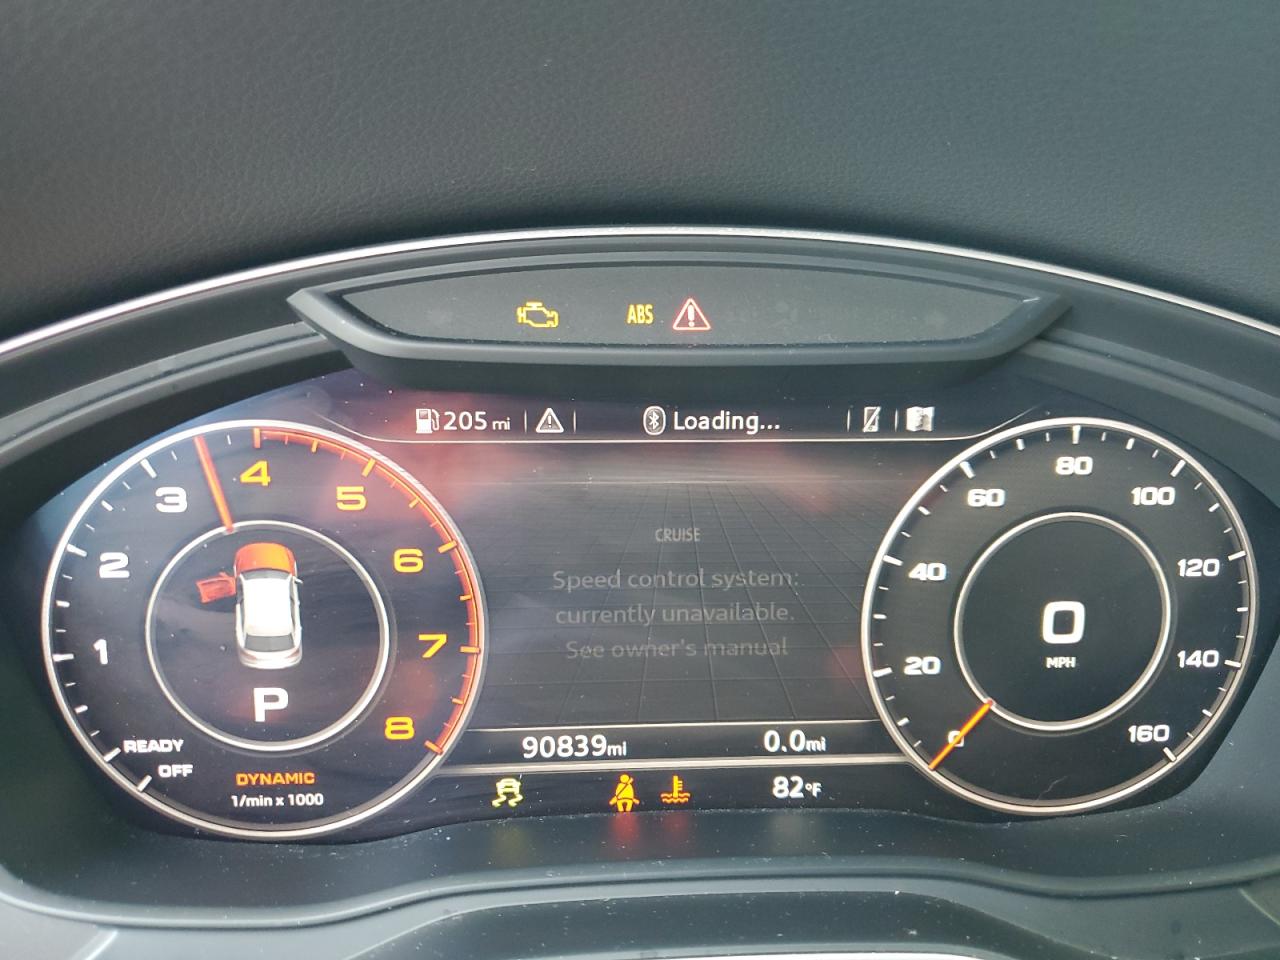 ABS
205 mi
Loading...
CRUISE
Speed control system:
currently unavailable.
See owner's manual
1
2
3
4
5
6
7
8
P
READY
OFF
DYNAMIC
1/min x 1000
90839mi
0.0mi
82°F
0
20
40
60
80
100
120
140
160
0
MPH